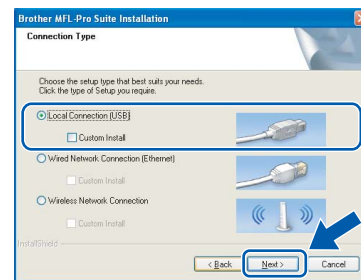 Brother MFL-Pro Suite Installation
Connection Type
Choose the setup type that best suits your needs.
Click the type of Setup you require.
Local Connection (USB)
Custom Install
Wired Network Connection (Ethernet)
Custom Install
Wireless Network Connection
Custom Install
InstallShield
< Back Next > Cancel